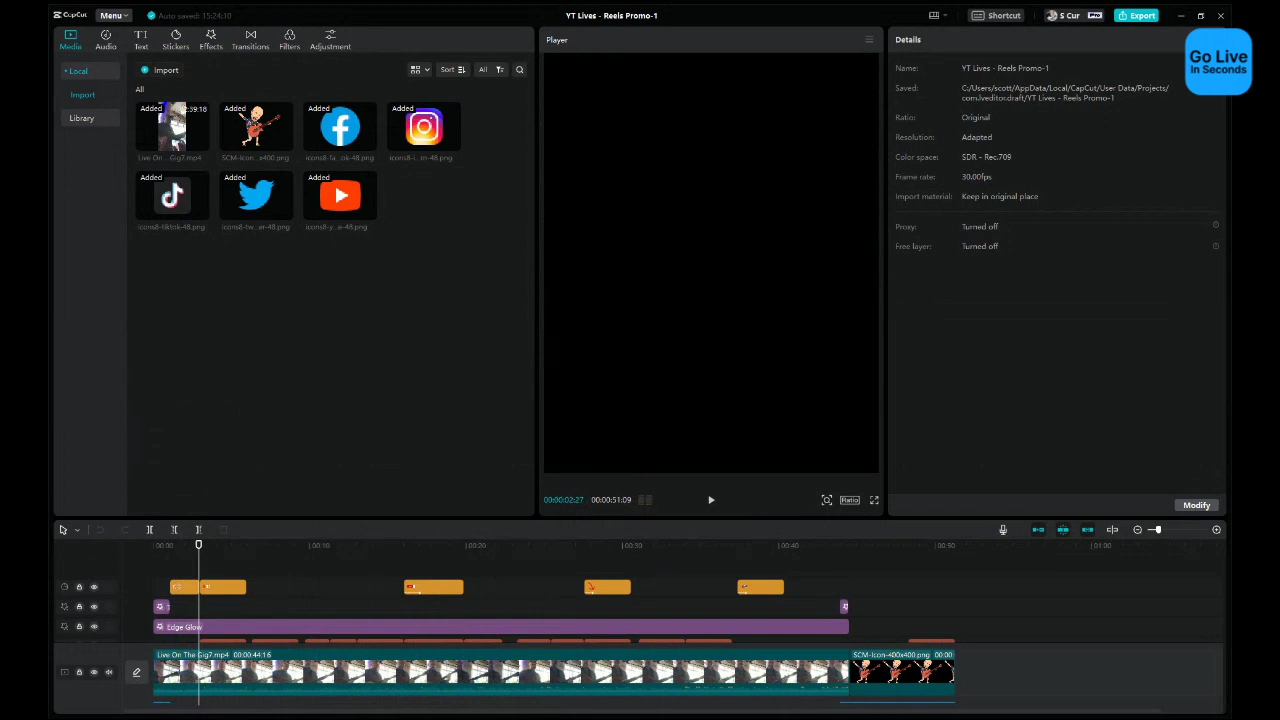 CapCut
Menu
Auto saved: 15:24:10
YT Lives - Reels Promo-1
Shortcut
S Cur
Pro
Export
Media
Audio
Text
Stickers
Effects
Transitions
Filters
Adjustment
Player
Details
Go Live
In Seconds
Local
Import
Library
Import
Sort
All
All
Added
Added
Added
Added
Live On ... Gig7.mp4
SCM-Icon...x400.png
icons8-fa...ok-48.png
icons8-i...m-48.png
Added
Added
Added
icons8-tiktok-48.png
icons8-tw...er-48.png
icons8-y...e-48.png
Name:
YT Lives - Reels Promo-1
Saved:
C:/Users/scott/AppData/Local/CapCut/User Data/Projects/
com.lveditor.draft/YT Lives - Reels Promo-1
Ratio:
Original
Resolution:
Adapted
Color space:
SDR - Rec.709
Frame rate:
30.00fps
Import material:
Keep in original place
Proxy:
Turned off
Free layer:
Turned off
00:00:02:27
00:00:51:09
Ratio
Modify
00:00
00:10
00:20
00:30
00:40
00:50
01:00
Edge Glow
Live On The Gig7.mp4 00:00:44:16
SCM-Icon-400x400.png 00:00